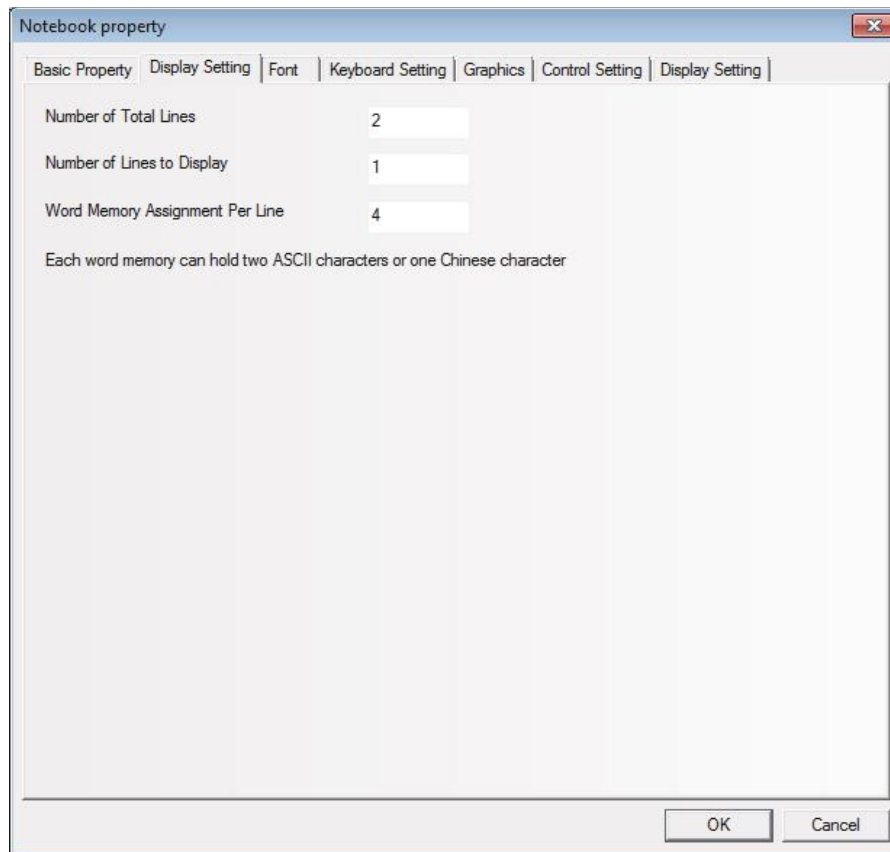 Notebook property
Basic Property Display Setting Font Keyboard Setting Graphics Control Setting Display Setting
Number of Total Lines 2
Number of Lines to Display 1
Word Memory Assignment Per Line 4
Each word memory can hold two ASCII characters or one Chinese character
OK Cancel